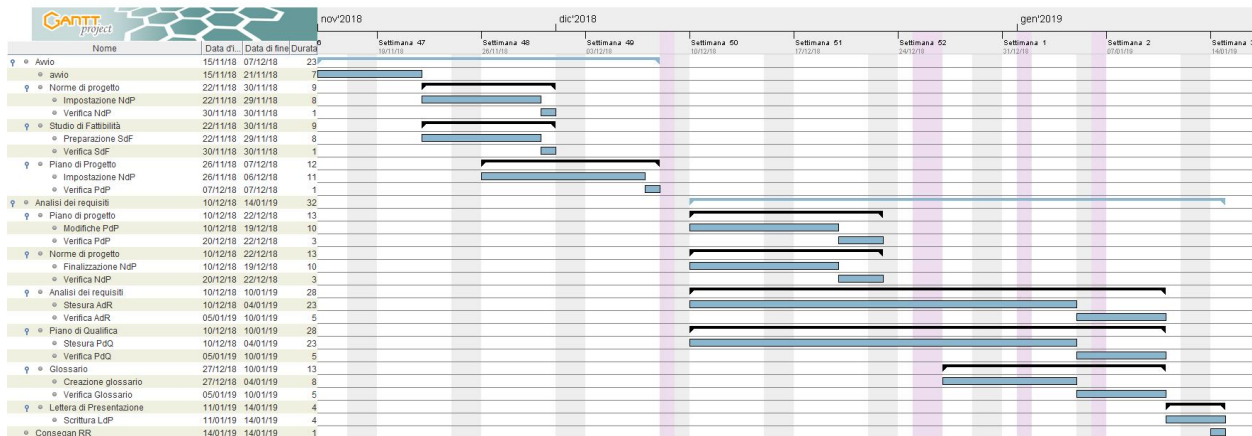 GANTT project
nov'2018 dic'2018 gen'2019
Nome Data d'i... Data di fine Durata
6 Settimana 47 Settimana 48 Settimana 49 Settimana 50 Settimana 51 Settimana 52 Settimana 1 Settimana 2 Settimana 3
19/11/18 26/11/18 03/12/18 10/12/18 17/12/18 24/12/18 31/12/18 07/01/19 14/01/19
Avvio 15/11/18 07/12/18 23
avvio 15/11/18 21/11/18 7
Norme di progetto 22/11/18 30/11/18 9
Impostazione NdP 22/11/18 29/11/18 8
Verifica NdP 30/11/18 30/11/18 1
Studio di Fattibilità 22/11/18 30/11/18 9
Preparazione SdF 22/11/18 29/11/18 8
Verifica SdF 30/11/18 30/11/18 1
Piano di Progetto 26/11/18 07/12/18 12
Impostazione NdP 26/11/18 06/12/18 11
Verifica PdP 07/12/18 07/12/18 1
Analisi dei requisiti 10/12/18 14/01/19 32
Piano di progetto 10/12/18 22/12/18 13
Modifiche PdP 10/12/18 19/12/18 10
Verifica PdP 20/12/18 22/12/18 3
Norme di progetto 10/12/18 22/12/18 13
Finalizzazione NdP 10/12/18 19/12/18 10
Verifica NdP 20/12/18 22/12/18 3
Analisi dei requisiti 10/12/18 10/01/19 28
Stesura AdR 10/12/18 04/01/19 23
Verifica AdR 05/01/19 10/01/19 5
Piano di Qualifica 10/12/18 10/01/19 28
Stesura PdQ 10/12/18 04/01/19 23
Verifica PdQ 05/01/19 10/01/19 5
Glossario 27/12/18 10/01/19 13
Creazione glossario 27/12/18 04/01/19 8
Verifica Glossario 05/01/19 10/01/19 5
Lettera di Presentazione 11/01/19 14/01/19 4
Scrittura LdP 11/01/19 14/01/19 4
Consegan RR 14/01/19 14/01/19 1